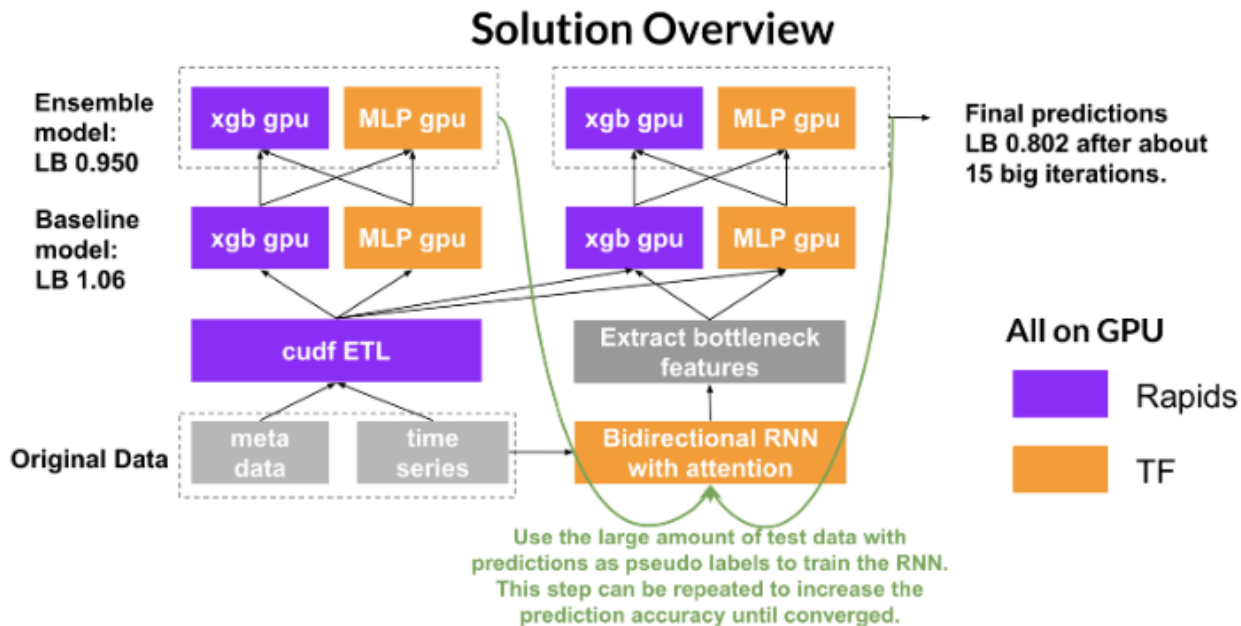 Solution Overview
Ensemble
model:
LB 0.950
xgb gpu
MLP gpu
xgb gpu
MLP gpu
Final predictions
LB 0.802 after about
15 big iterations.
Baseline
model:
LB 1.06
xgb gpu
MLP gpu
xgb gpu
MLP gpu
cudf ETL
Extract bottleneck
features
All on GPU
Rapids
TF
Original Data
meta
data
time
series
Bidirectional RNN
with attention
Use the large amount of test data with
predictions as pseudo labels to train the RNN.
This step can be repeated to increase the
prediction accuracy until converged.